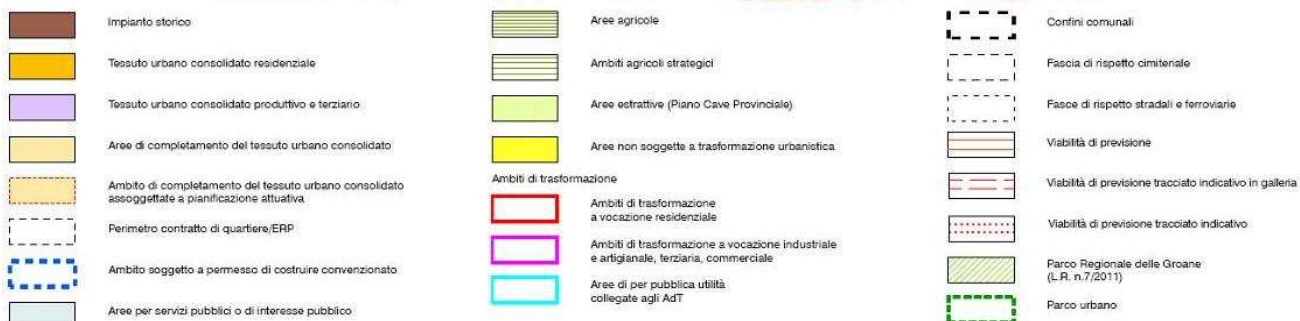 Impianto storico
Tessuto urbano consolidato residenziale
Tessuto urbano consolidato produttivo e terziario
Aree di completamento del tessuto urbano consolidato
Ambito di completamento del tessuto urbano consolidato
assoggettate a pianificazione attuativa
Perimetro contratto di quartiere/ERP
Ambito soggetto a permesso di costruire convenzionato
Aree per servizi pubblici o di interesse pubblico
Aree agricole
Ambiti agricoli strategici
Aree estrattive (Piano Cave Provinciale)
Aree non soggette a trasformazione urbanistica
Ambiti di trasformazione
Ambiti di trasformazione
a vocazione residenziale
Ambiti di trasformazione a vocazione industriale
e artigianale, terziaria, commerciale
Aree di per pubblica utilità
collegate agli AdT
Confini comunali
Fascia di rispetto cimiteriale
Fasce di rispetto stradali e ferroviarie
Viabilità di previsione
Viabilità di previsione tracciato indicativo in galleria
Viabilità di previsione tracciato indicativo
Parco Regionale delle Groane
(L.R. n.7/2011)
Parco urbano